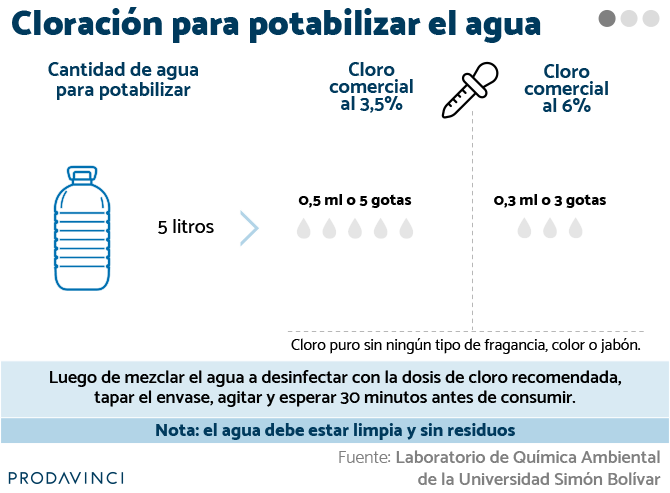 Cloración para potabilizar el agua
Cantidad de agua
para potabilizar
Cloro
comercial
al 3,5%
Cloro
comercial
al 6%
5 litros
0,5 ml o 5 gotas
0,3 ml o 3 gotas
Cloro puro sin ningún tipo de fragancia, color o jabón.
Luego de mezclar el agua a desinfectar con la dosis de cloro recomendada,
tapar el envase, agitar y esperar 30 minutos antes de consumir.
Nota: el agua debe estar limpia y sin residuos
Fuente: Laboratorio de Química Ambiental
de la Universidad Simón Bolívar
PRODAVINCI